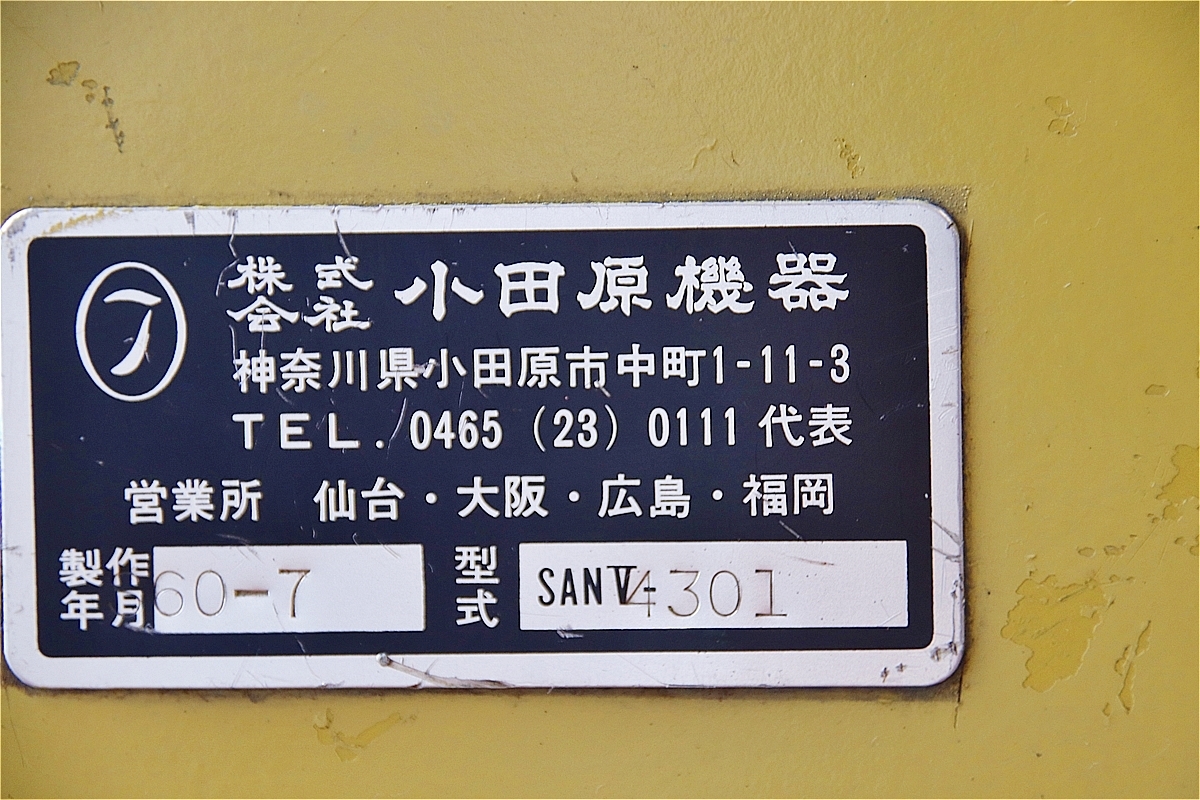 株式会社 小田原機器
神奈川県小田原市中町1-11-3
TEL. 0465 (23) 0111 代表
営業所 仙台・大阪・広島・福岡
製作年月 60-7 型式 SANⅤ-4301